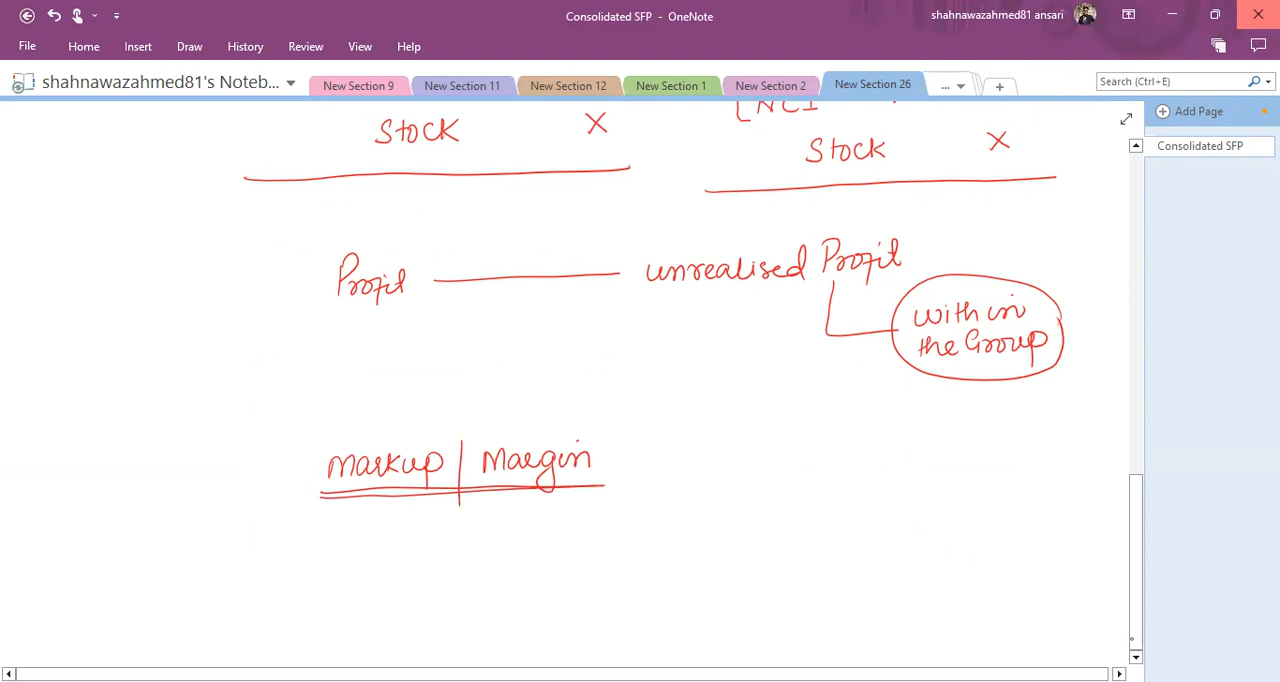 Consolidated SFP - OneNote
shahnawazahmed81 ansari
File Home Insert Draw History Review View Help
shahnawazahmed81's Noteb... New Section 9 New Section 11 New Section 12 New Section 1 New Section 2 New Section 26 ... + Search (Ctrl+E)
Add Page
Consolidated SFP
[NCI
Stock X
Stock X
Profit unrealised Profit
with in
the Group
Markup | Margin